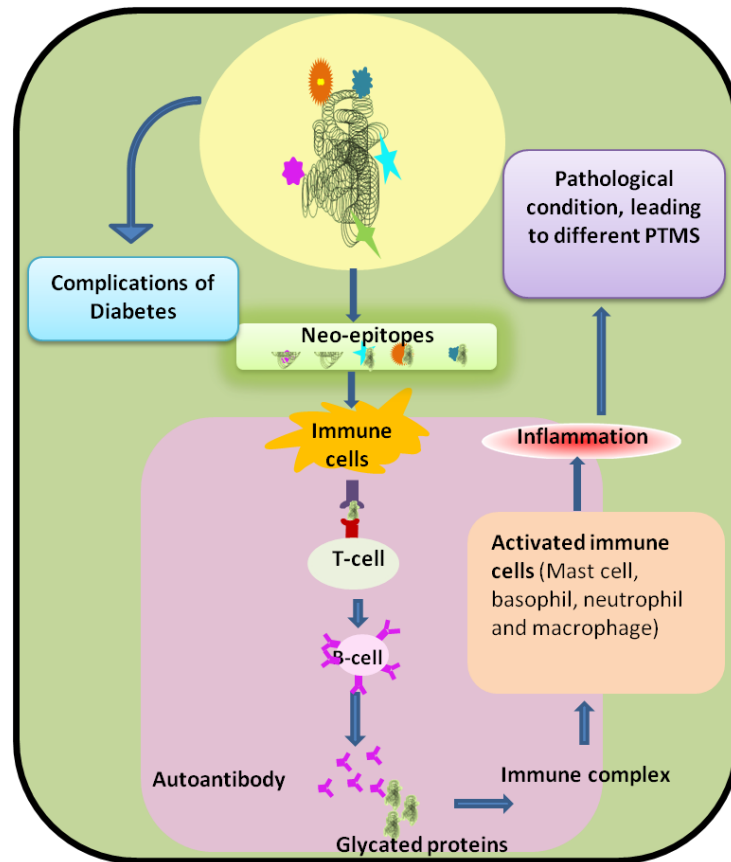 Pathological
condition, leading
to different PTMS
Complications of
Diabetes
Neo-epitopes
Immune
cells
Inflammation
T-cell
Activated immune
cells (Mast cell,
basophil, neutrophil
and macrophage)
B-cell
Autoantibody
Immune complex
Glycated proteins